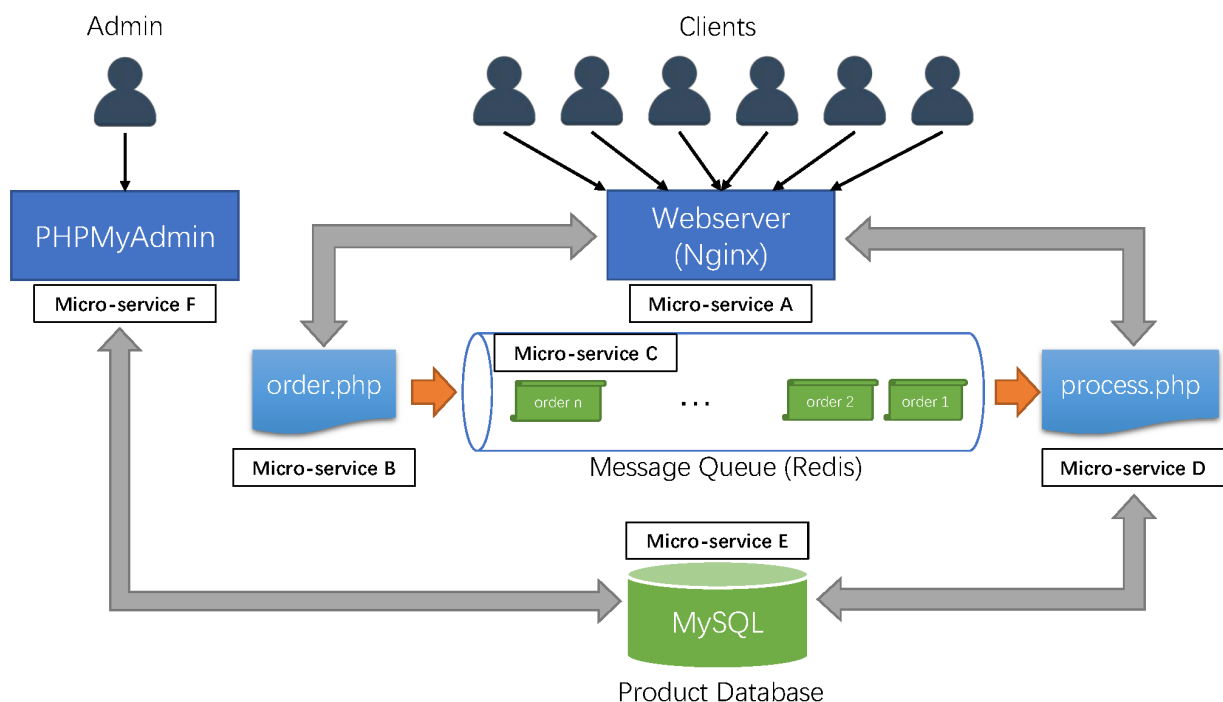 Admin
Clients
PHPMyAdmin
Webserver
(Nginx)
Micro-service F
Micro-service A
order.php
Micro-service C
order n
...
order 2
order 1
process.php
Micro-service B
Message Queue (Redis)
Micro-service D
Micro-service E
MySQL
Product Database